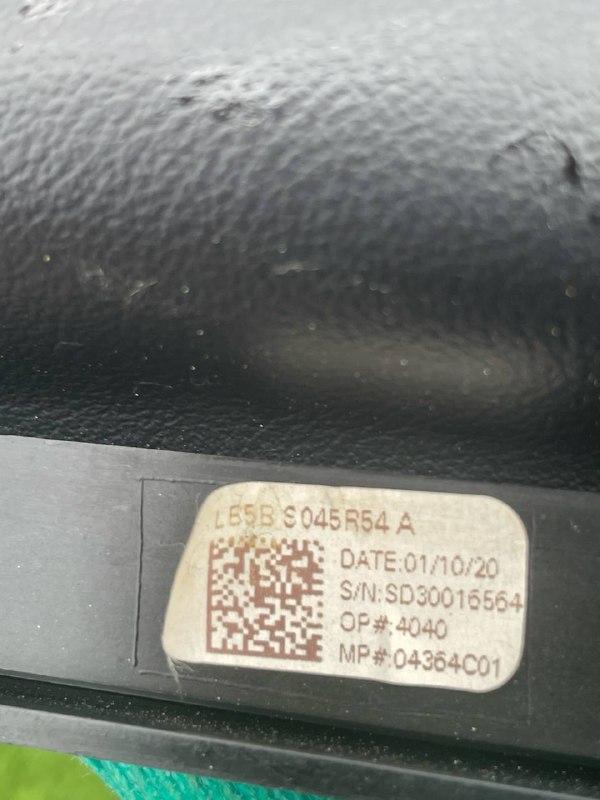 LB5B S045R54 A
DATE:01/10/20
S/N:SD30016564
OP#:4040
MP#:04364C01